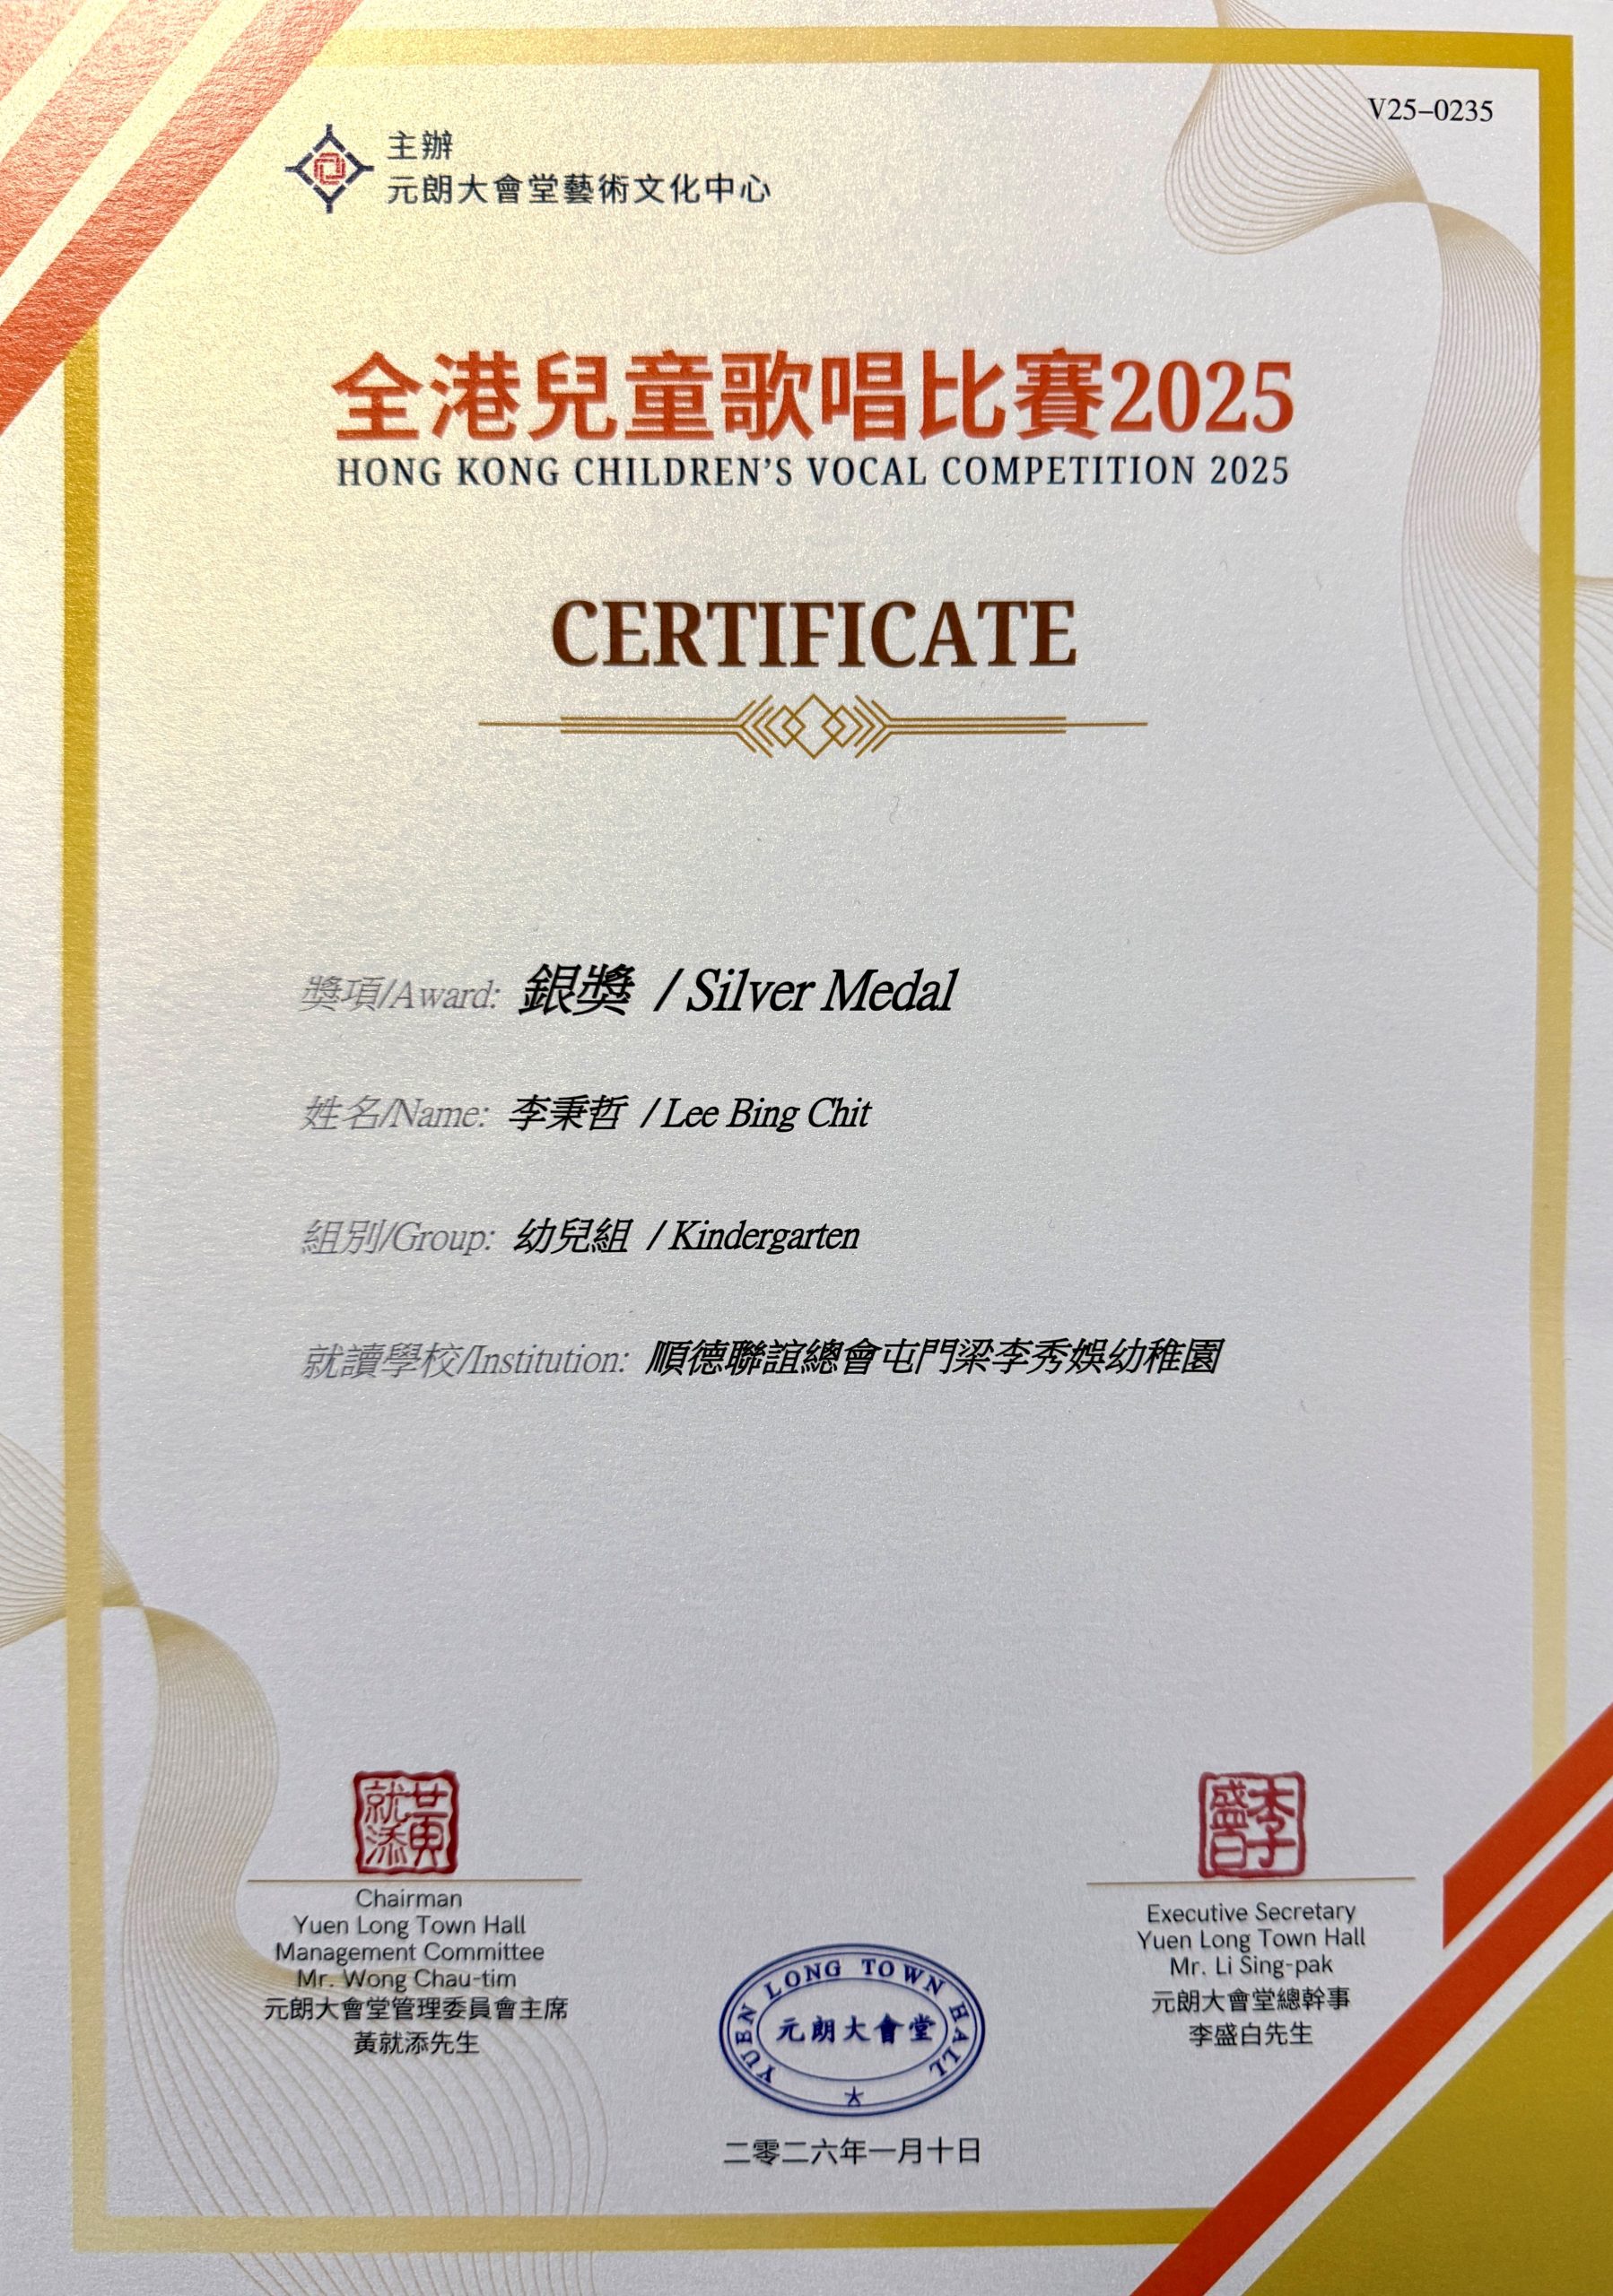 V25-0235
主辦
元朗大會堂藝術文化中心
全港兒童歌唱比賽2025
HONG KONG CHILDREN'S VOCAL COMPETITION 2025
CERTIFICATE
獎項/Award: 銀獎 / Silver Medal
姓名/Name: 李秉哲 / Lee Bing Chit
組別/Group: 幼兒組 / Kindergarten
就讀學校/Institution: 順德聯誼總會屯門梁李秀娛幼稚園
黃就添
Chairman
Yuen Long Town Hall
Management Committee
Mr. Wong Chau-tim
元朗大會堂管理委員會主席
黃就添先生
李盛白
Executive Secretary
Yuen Long Town Hall
Mr. Li Sing-pak
元朗大會堂總幹事
李盛白先生
YUEN LONG TOWN HALL
元朗大會堂
二零二六年一月十日